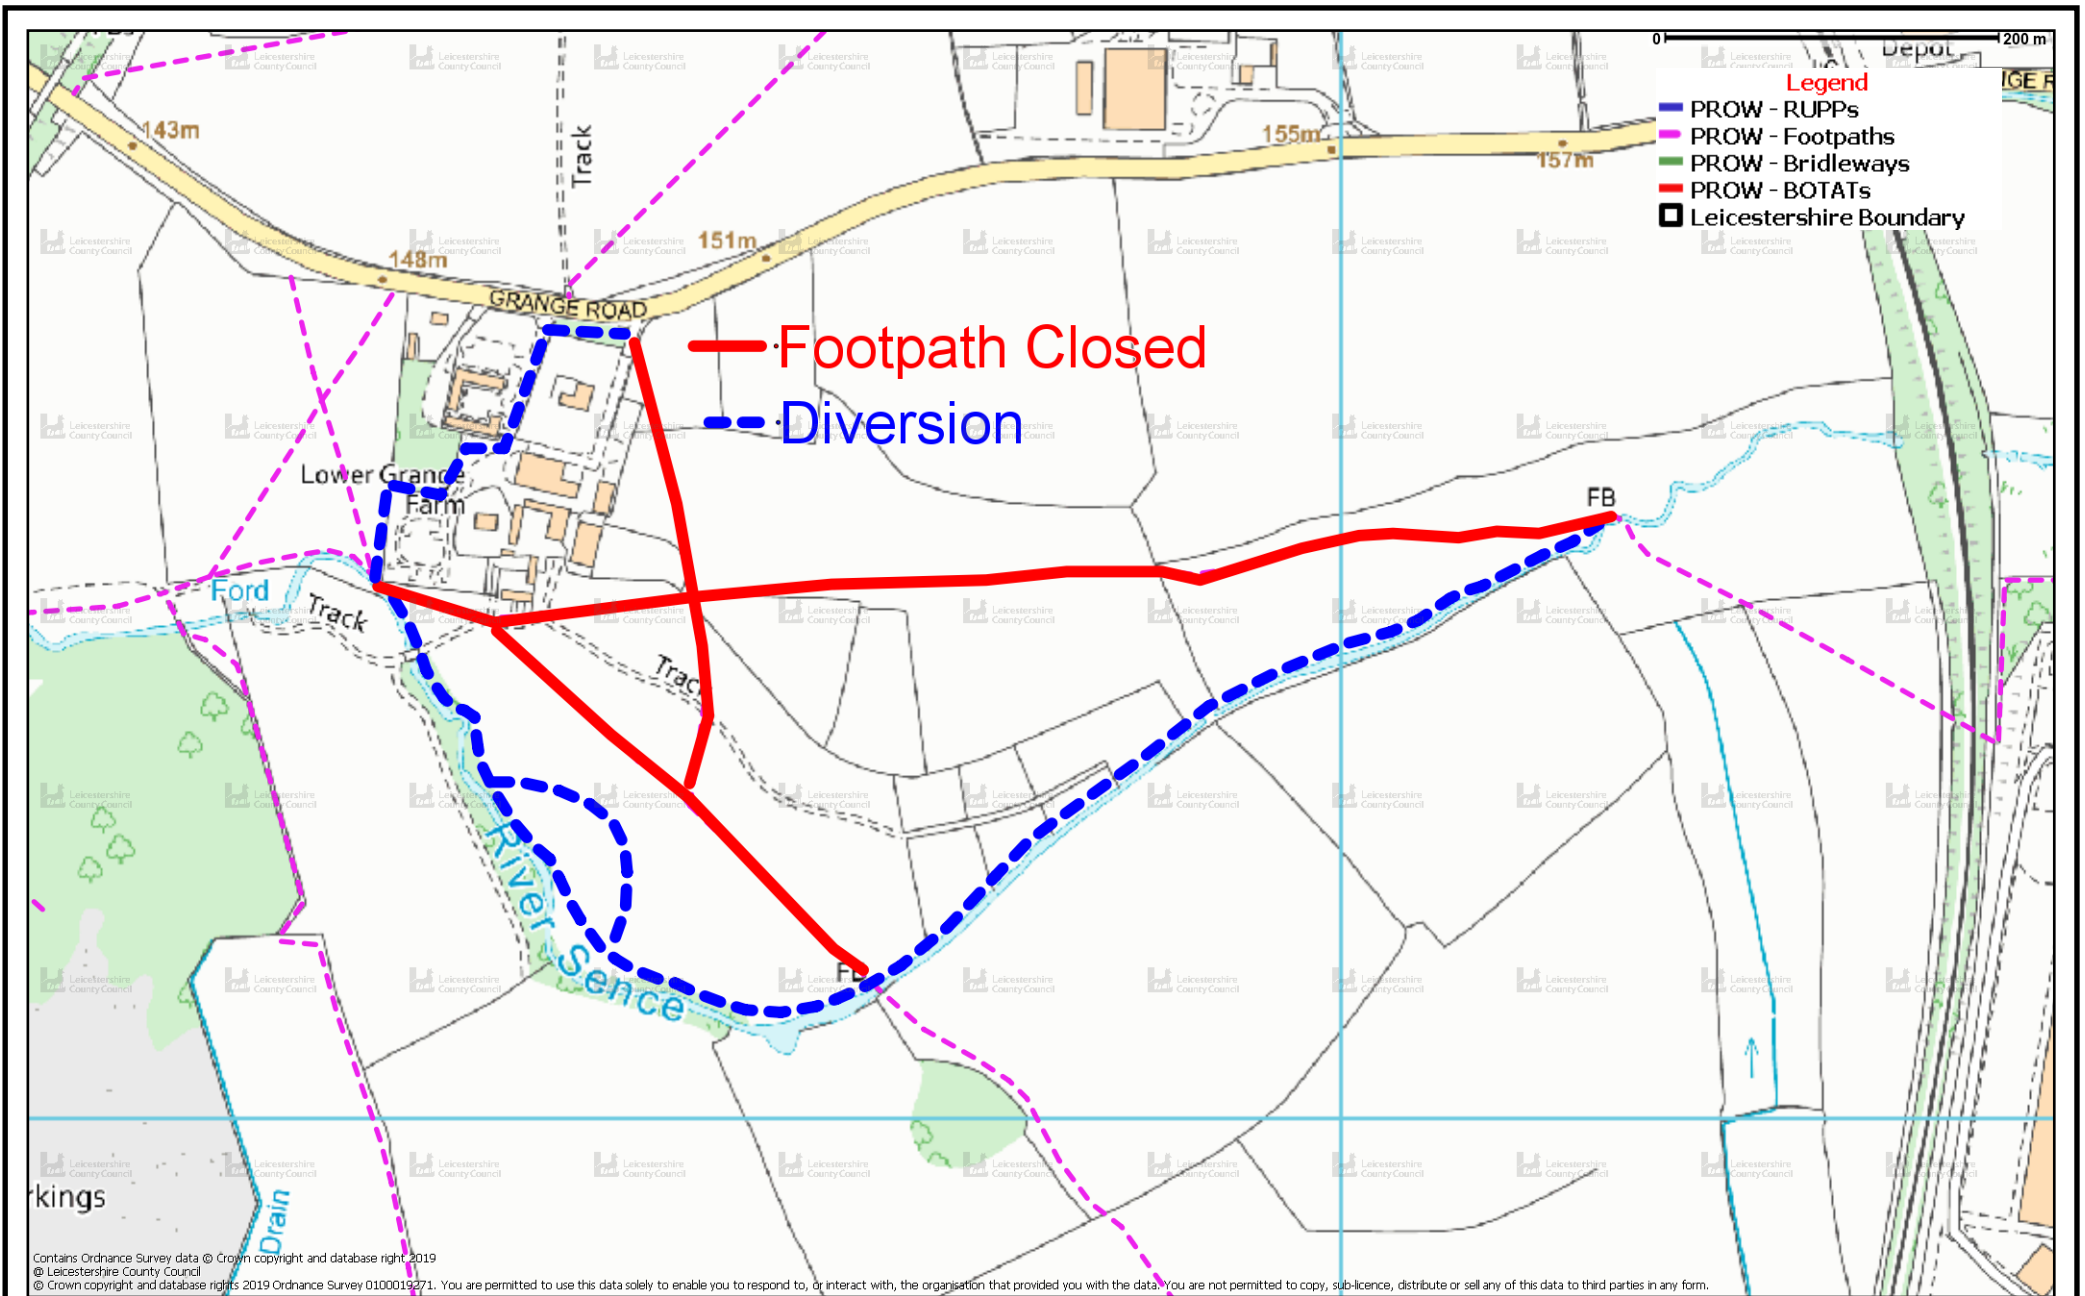 0 200 m
Depot
Legend
PROW - RUPPs
PROW - Footpaths
PROW - Bridleways
PROW - BOTATs
Leicestershire Boundary
143m
Track
155m
157m
151m
148m
GRANGE ROAD
Footpath Closed
Diversion
Lower Grange
Farm
FB
Ford
Track
Track
River Sence
Drain
Leicestershire
County Council
Contains Ordnance Survey data © Crown copyright and database right 2019
@ Leicestershire County Council
© Crown copyright and database rights 2019 Ordnance Survey 0100019271. You are permitted to use this data solely to enable you to respond to, or interact with, the organisation that provided you with the data. You are not permitted to copy, sub-licence, distribute or sell any of this data to third parties in any form.